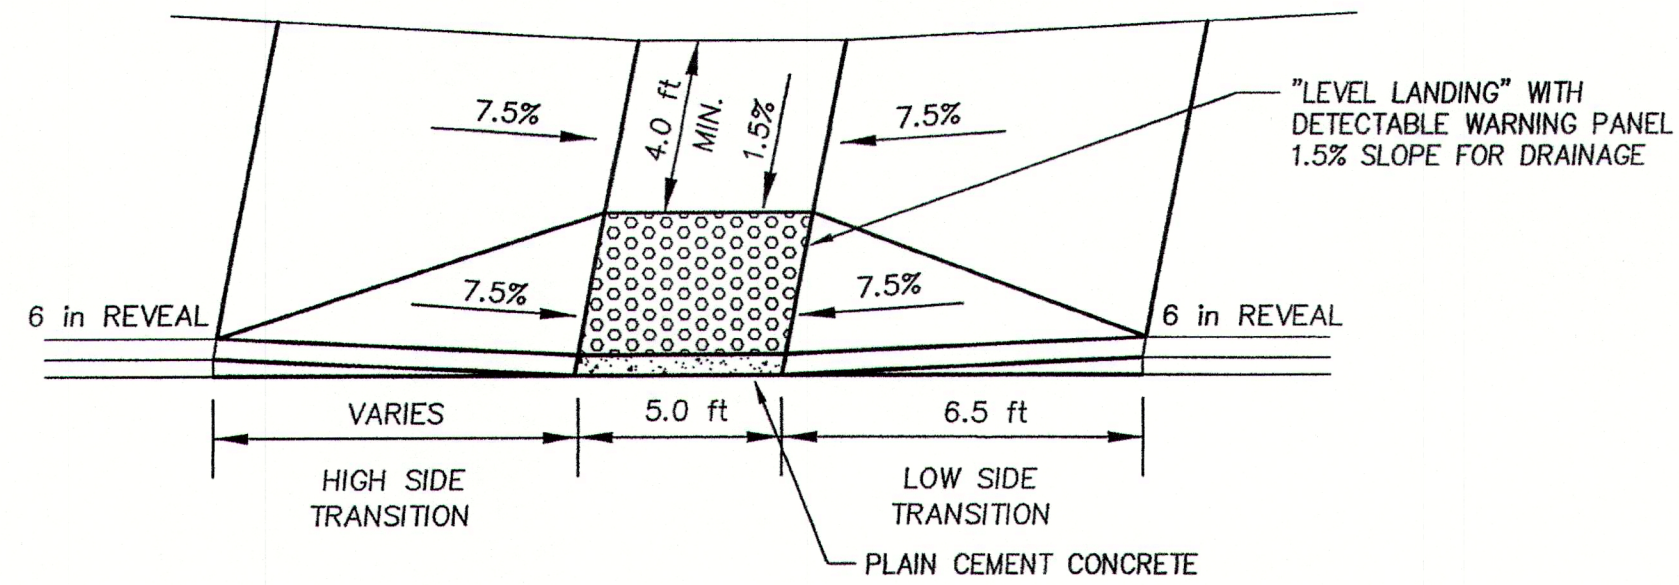 "LEVEL LANDING" WITH
DETECTABLE WARNING PANEL
1.5% SLOPE FOR DRAINAGE
7.5%
4.0 ft
MIN.
1.5%
7.5%
7.5%
7.5%
6 in REVEAL
6 in REVEAL
VARIES
5.0 ft
6.5 ft
HIGH SIDE
TRANSITION
LOW SIDE
TRANSITION
PLAIN CEMENT CONCRETE